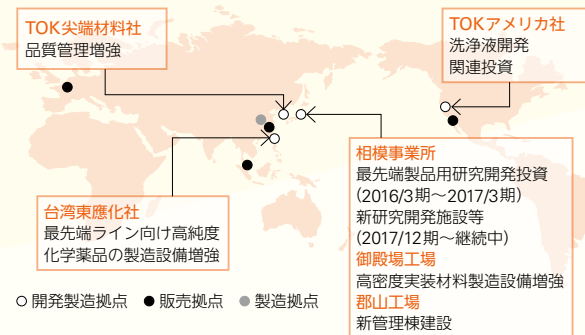 TOK尖端材料社
品質管理増強
TOKアメリカ社
洗浄液開発
関連投資
相模事業所
最先端製品用研究開発投資
(2016/3期～2017/3期)
新研究開発施設等
(2017/12期～継続中)
御殿場工場
高密度実装材料製造設備増強
郡山工場
新管理棟建設
台湾東應化社
最先端ライン向け高純度
化学薬品の製造設備増強
○ 開発製造拠点 ● 販売拠点 ● 製造拠点